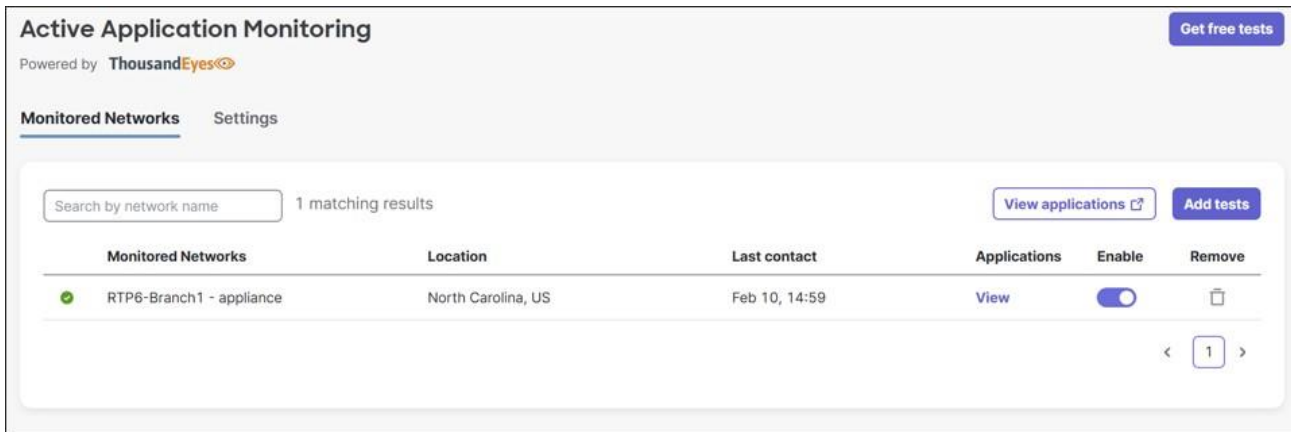 Active Application Monitoring
Get free tests
Powered by ThousandEyes
Monitored Networks Settings
Search by network name 1 matching results View applications Add tests
Monitored Networks Location Last contact Applications Enable Remove
RTP6-Branch1 - appliance North Carolina, US Feb 10, 14:59 View
< 1 >